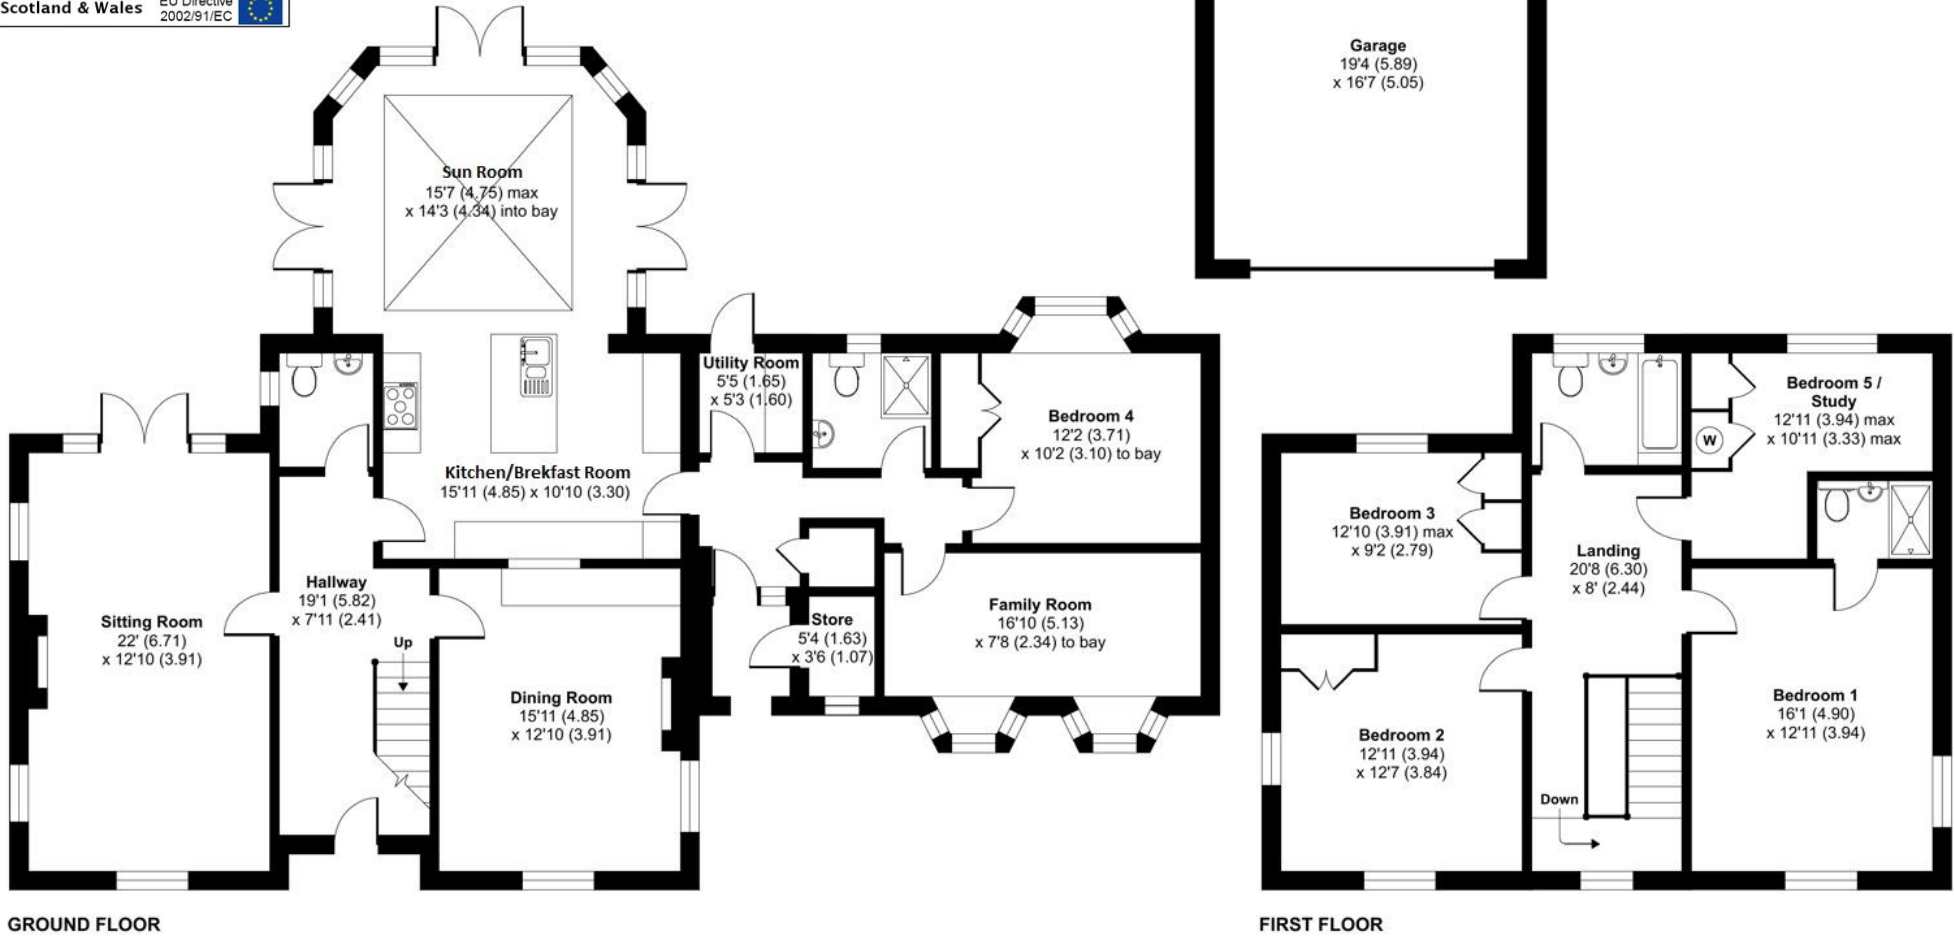 Scotland & Wales
EU Directive
2002/91/EC
Garage
19'4 (5.89)
x 16'7 (5.05)
Sun Room
15'7 (4.75) max
x 14'3 (4.34) into bay
Utility Room
5'5 (1.65)
x 5'3 (1.60)
Bedroom 4
12'2 (3.71)
x 10'2 (3.10) to bay
Kitchen/Brekfast Room
15'11 (4.85) x 10'10 (3.30)
Hallway
19'1 (5.82)
x 7'11 (2.41)
Sitting Room
22' (6.71)
x 12'10 (3.91)
Up
Store
5'4 (1.63)
x 3'6 (1.07)
Family Room
16'10 (5.13)
x 7'8 (2.34) to bay
Dining Room
15'11 (4.85)
x 12'10 (3.91)
GROUND FLOOR
Bedroom 5 /
Study
12'11 (3.94) max
x 10'11 (3.33) max
W
Bedroom 3
12'10 (3.91) max
x 9'2 (2.79)
Landing
20'8 (6.30)
x 8' (2.44)
Bedroom 1
16'1 (4.90)
x 12'11 (3.94)
Bedroom 2
12'11 (3.94)
x 12'7 (3.84)
Down
FIRST FLOOR